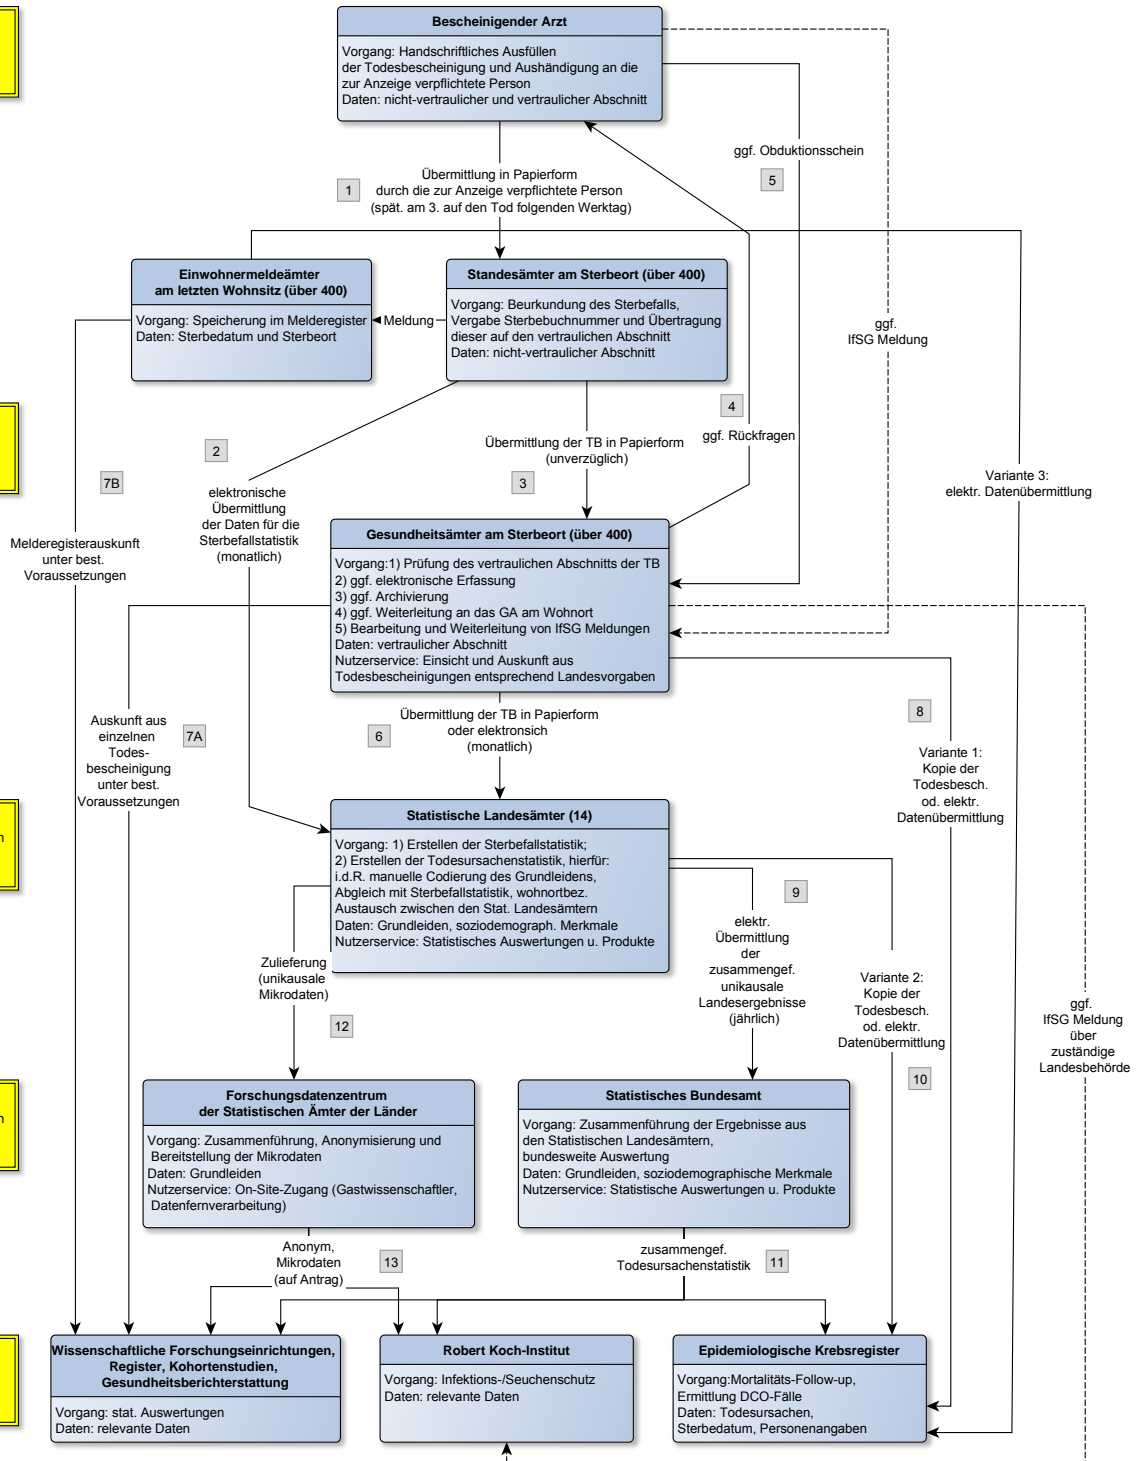 Bescheinigender Arzt
Vorgang: Handschriftliches Ausfüllen
der Todesbescheinigung und Aushändigung an die
zur Anzeige verpflichtete Person
Daten: nicht-vertraulicher und vertraulicher Abschnitt
ggf. Obduktionsschein
5
1
Übermittlung in Papierform
durch die zur Anzeige verpflichtete Person
(spät. am 3. auf den Tod folgenden Werktag)
Einwohnermeldeämter
am letzten Wohnsitz (über 400)
Vorgang: Speicherung im Melderegister
Daten: Sterbedatum und Sterbeort
Meldung
Standesämter am Sterbeort (über 400)
Vorgang: Beurkundung des Sterbefalls,
Vergabe Sterbebuchnummer und Übertragung
dieser auf den vertraulichen Abschnitt
Daten: nicht-vertraulicher Abschnitt
ggf.
IfSG Meldung
4
ggf. Rückfragen
2
elektronische
Übermittlung
der Daten für die
Sterbefallstatistik
(monatlich)
Übermittlung der TB in Papierform
(unverzüglich)
3
7B
Melderegisterauskunft
unter best.
Voraussetzungen
Variante 3:
elektr. Datenübermittlung
Gesundheitsämter am Sterbeort (über 400)
Vorgang:1) Prüfung des vertraulichen Abschnitts der TB
2) ggf. elektronische Erfassung
3) ggf. Archivierung
4) ggf. Weiterleitung an das GA am Wohnort
5) Bearbeitung und Weiterleitung von IfSG Meldungen
Daten: vertraulicher Abschnitt
Nutzerservice: Einsicht und Auskunft aus
Todesbescheinigungen entsprechend Landesvorgaben
Auskunft aus
einzelnen
Todes-
bescheinigung
unter best.
Voraussetzungen
7A
6
Übermittlung der TB in Papierform
oder elektronsich
(monatlich)
8
Variante 1:
Kopie der
Todesbesch.
od. elektr.
Datenübermittlung
n
Statistische Landesämter (14)
Vorgang: 1) Erstellen der Sterbefallstatistik;
2) Erstellen der Todesursachenstatistik, hierfür:
i.d.R. manuelle Codierung des Grundleidens,
Abgleich mit Sterbefallstatistik, wohnortbez.
Austausch zwischen den Stat. Landesämtern
Daten: Grundleiden, soziodemograph. Merkmale
Nutzerservice: Statistisches Auswertungen u. Produkte
9
elektr.
Übermittlung
der
zusammengef.
unikausale
Landesergebnisse
(jährlich)
Zulieferung
(unikausale
Mikrodaten)
12
Variante 2:
Kopie der
Todesbesch.
od. elektr.
Datenübermittlung
10
ggf.
IfSG Meldung
über
zuständige
Landesbehörde
n
Forschungsdatenzentrum
der Statistischen Ämter der Länder
Vorgang: Zusammenführung, Anonymisierung und
Bereitstellung der Mikrodaten
Daten: Grundleiden
Nutzerservice: On-Site-Zugang (Gastwissenschaftler,
Datenfernverarbeitung)
Statistisches Bundesamt
Vorgang: Zusammenführung der Ergebnisse aus
den Statistischen Landesämtern,
bundesweite Auswertung
Daten: Grundleiden, soziodemographische Merkmale
Nutzerservice: Statistische Auswertungen u. Produkte
Anonym,
Mikrodaten
(auf Antrag)
13
zusammengef.
Todesursachenstatistik
11
Wissenschaftliche Forschungseinrichtungen,
Register, Kohortenstudien,
Gesundheitsberichterstattung
Vorgang: stat. Auswertungen
Daten: relevante Daten
Robert Koch-Institut
Vorgang: Infektions-/Seuchenschutz
Daten: relevante Daten
Epidemiologische Krebsregister
Vorgang:Mortalitäts-Follow-up,
Ermittlung DCO-Fälle
Daten: Todesursachen,
Sterbedatum, Personenangaben